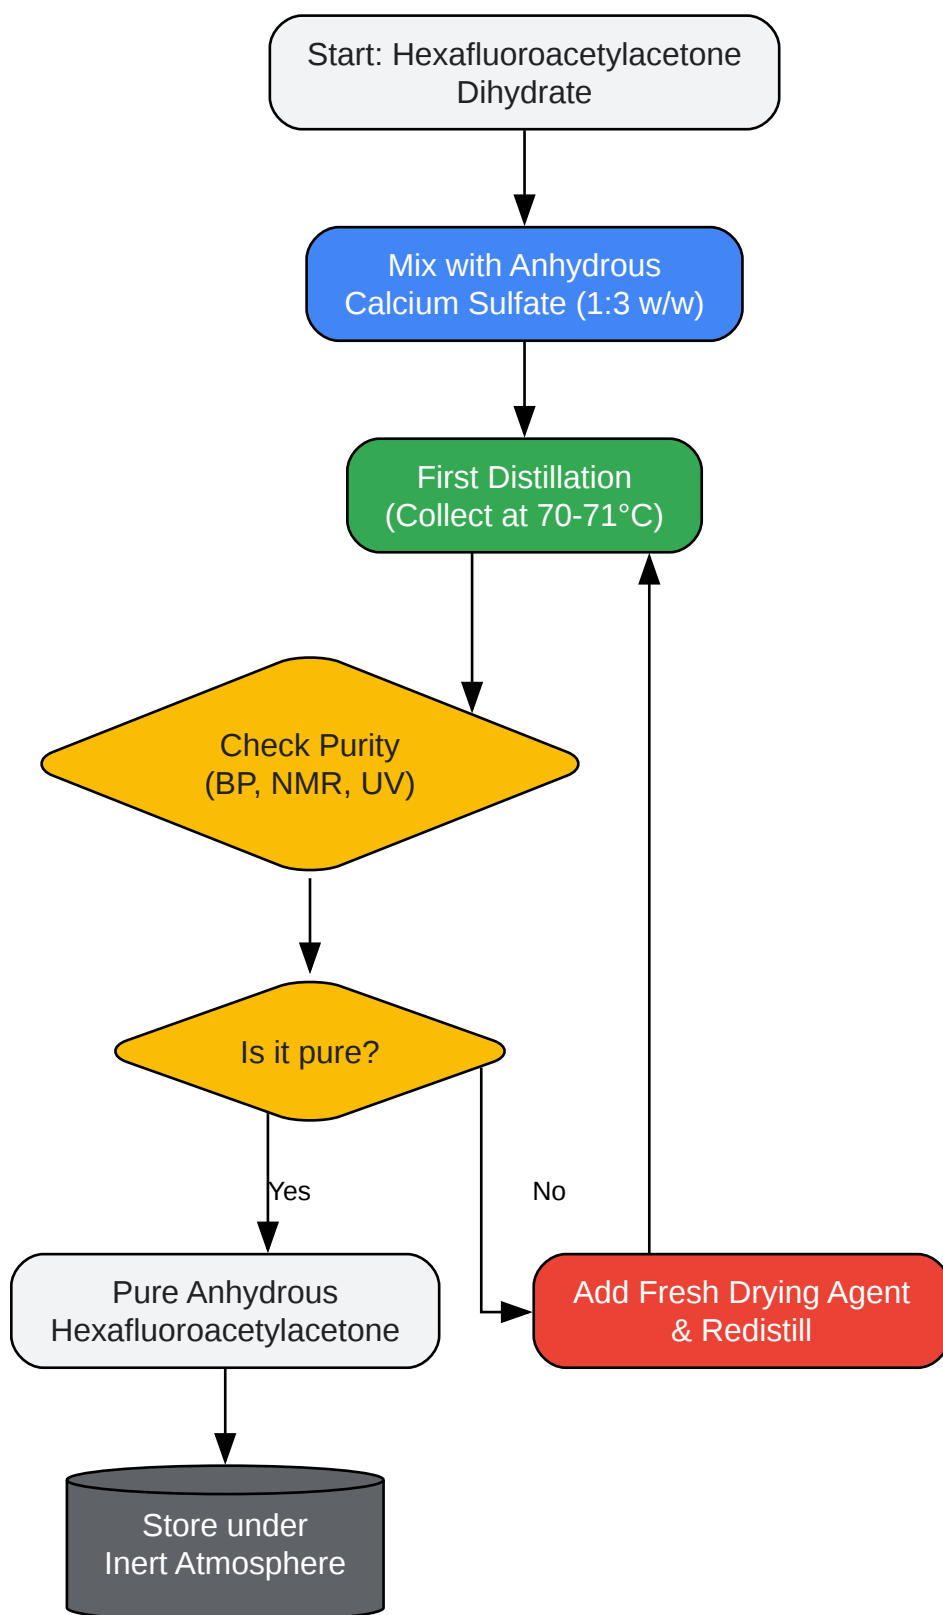 Start: Hexafluoroacetylacetone
Dihydrate
Mix with Anhydrous
Calcium Sulfate (1:3 w/w)
First Distillation
(Collect at 70-71°C)
Check Purity
(BP, NMR, UV)
Is it pure?
Yes
No
Pure Anhydrous
Hexafluoroacetylacetone
Add Fresh Drying Agent
& Redistill
Store under
Inert Atmosphere